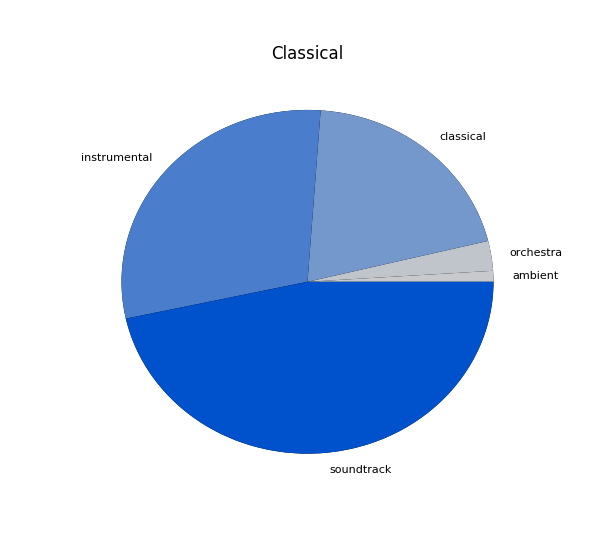 Classical
classical
instrumental
orchestra
ambient
soundtrack